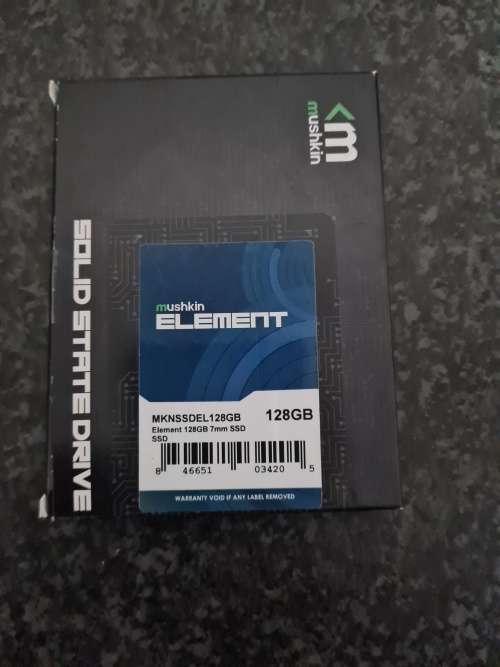 mushkin
SOLID STATE DRIVE
mushkin
ELEMENT
MKNSSDEL128GB 128GB
Element 128GB 7mm SSD
SSD
8 46651 03420 5
WARRANTY VOID IF ANY LABEL REMOVED